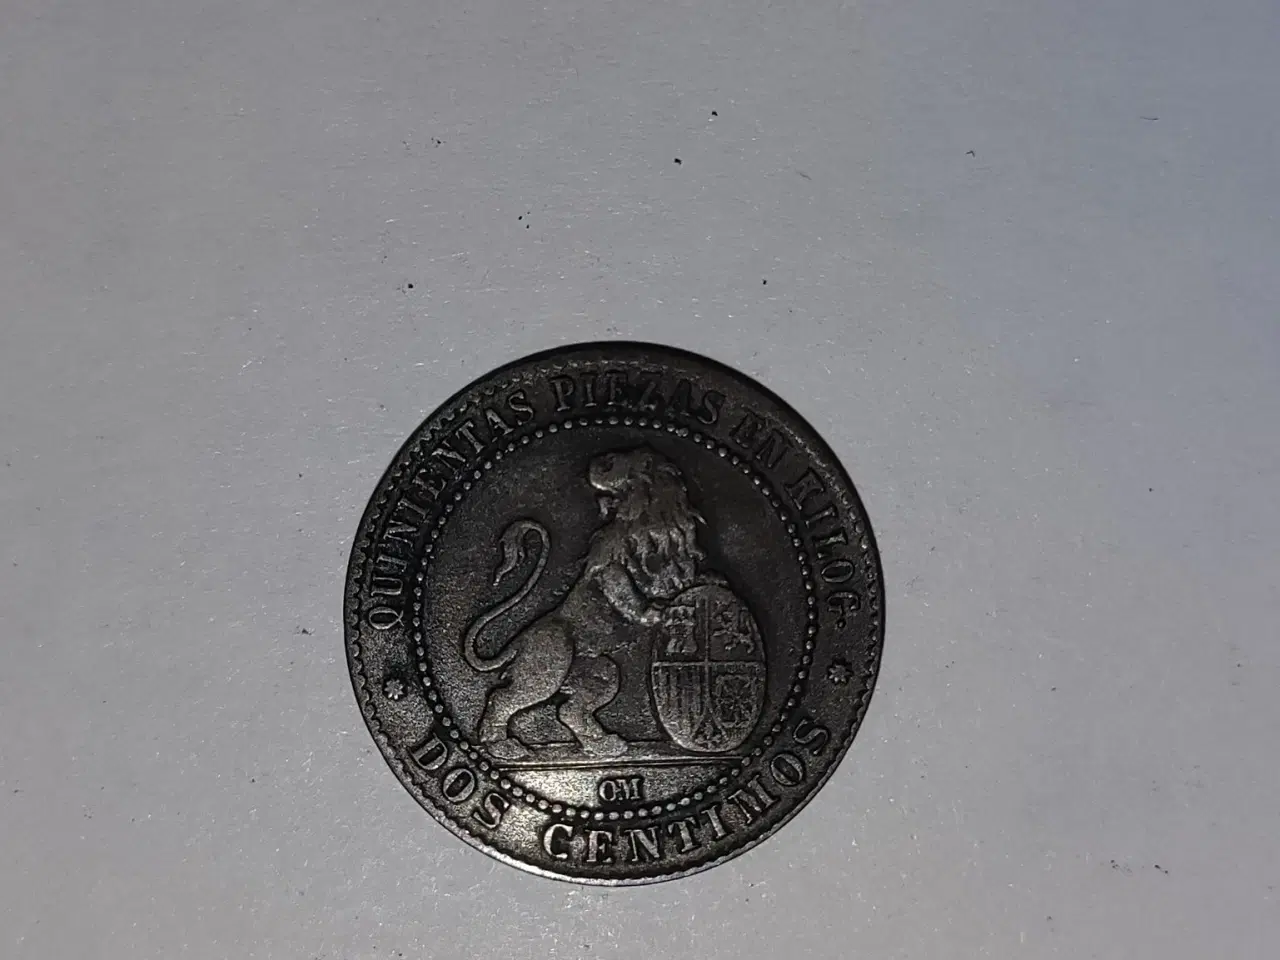 QUINIENTAS PIEZAS EN KILOG.
OM
DOS CENTIMOS